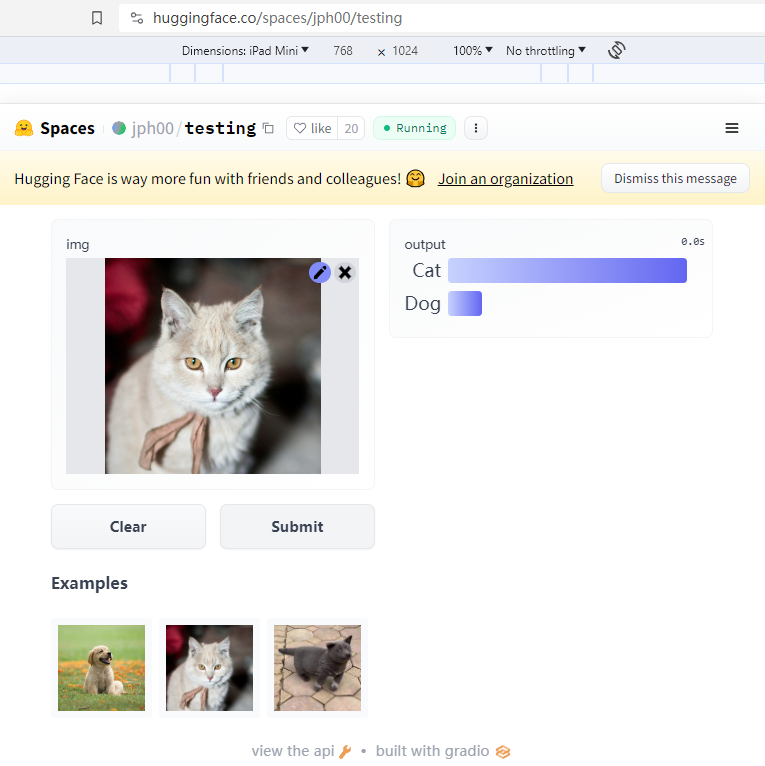 huggingface.co/spaces/jph00/testing
Dimensions: iPad Mini 768 × 1024 100% No throttling
Spaces jph00/testing like 20 Running
Hugging Face is way more fun with friends and colleagues! Join an organization Dismiss this message
img
output 0.0s
Cat
Dog
Clear Submit
Examples
view the api • built with gradio